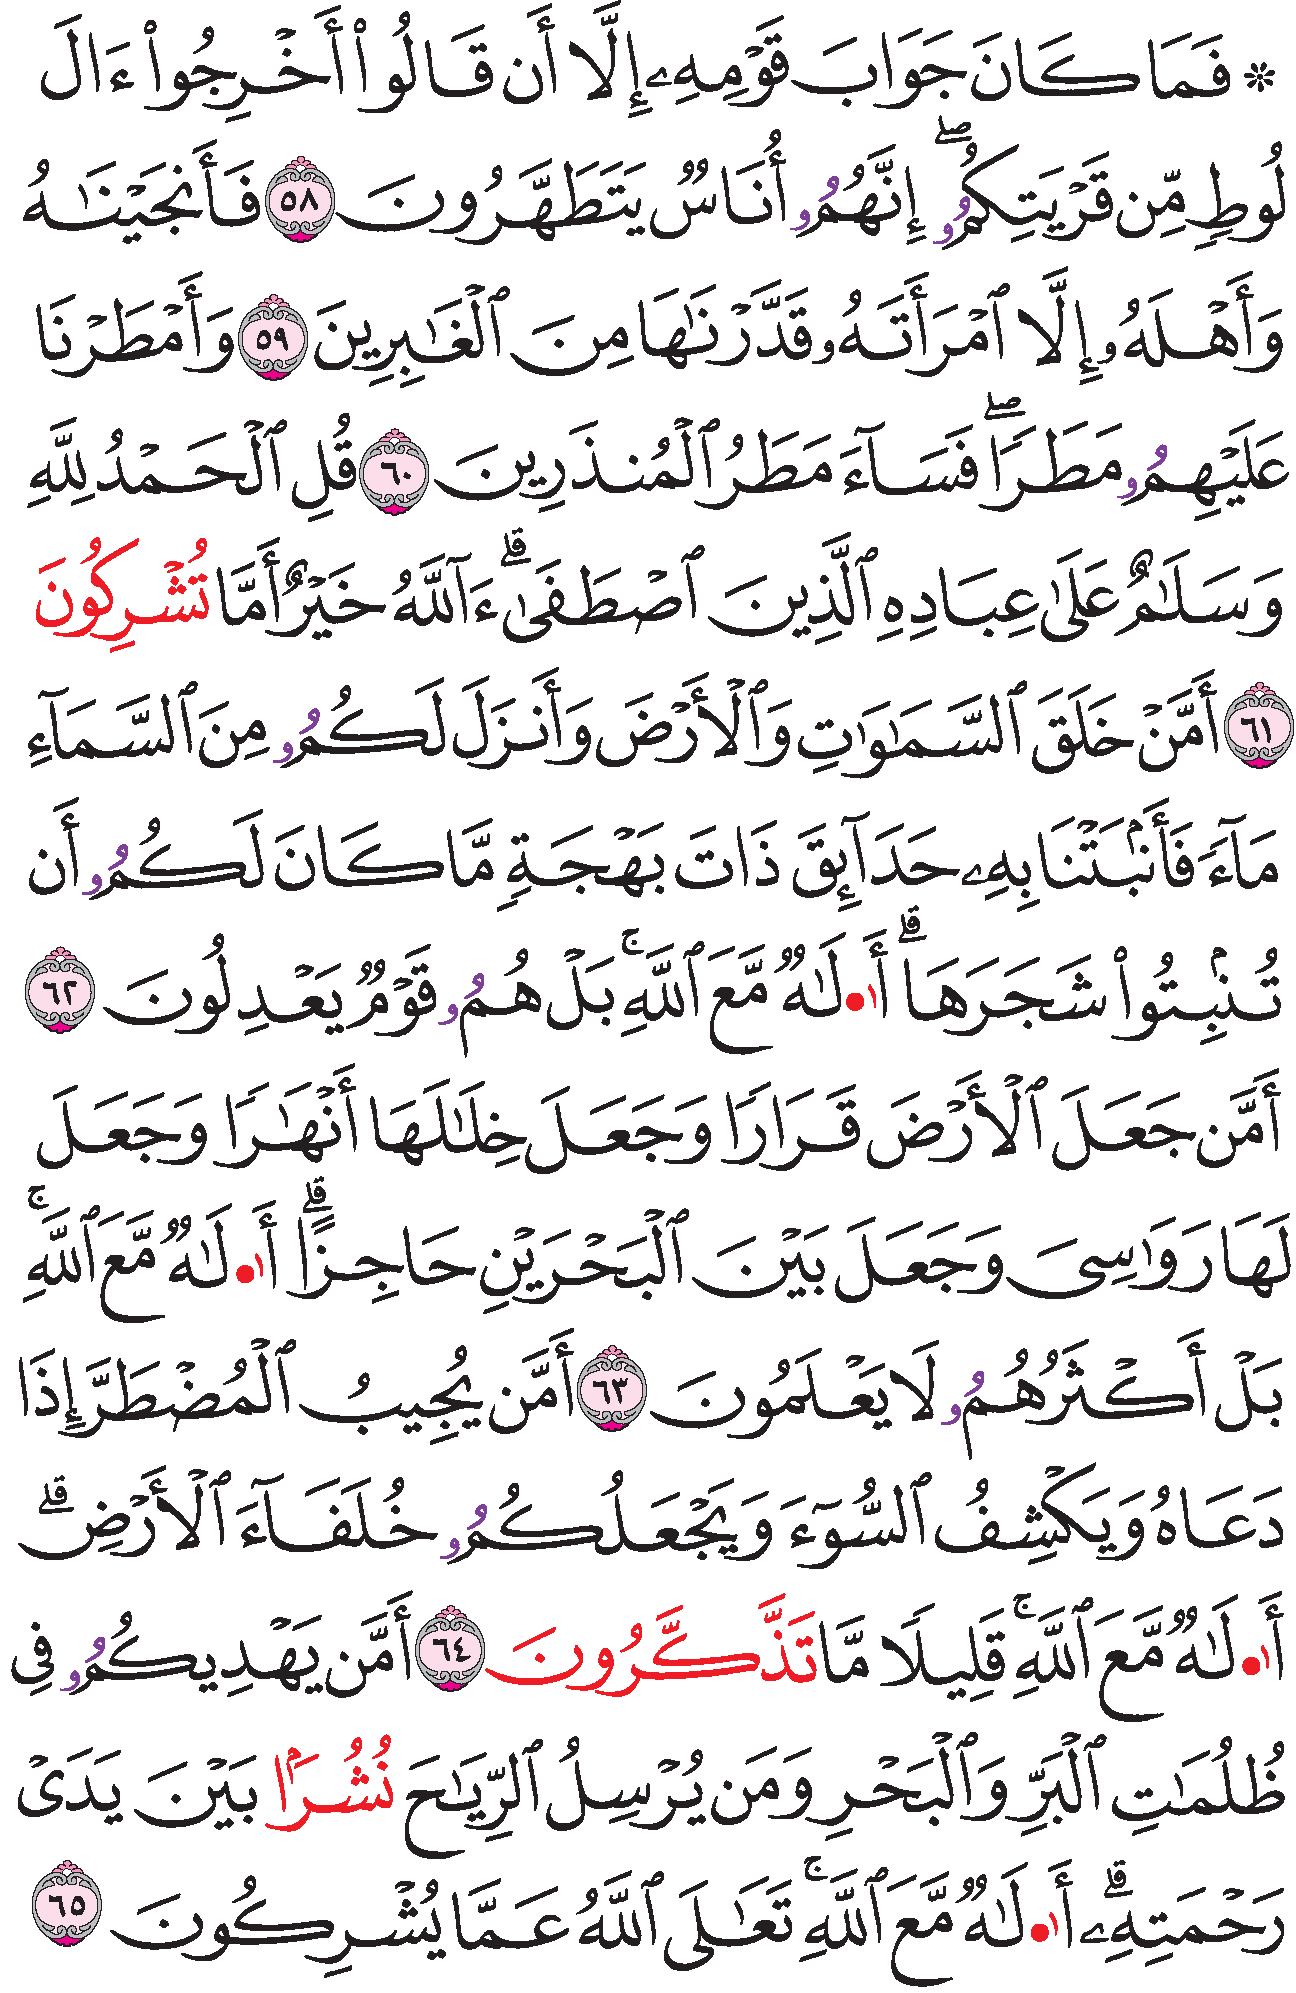 ۞ فَمَا كَانَ جَوَابَ قَوْمِهِۦ إِلَّا أَن قَالُوا۟ أَخْرِجُوا۟ ءَالَ
لُوطٍ مِّن قَرْيَتِكُمُۥ ۖ إِنَّهُمُۥ أُنَاسٌ يَتَطَهَّرُونَ ٥٨ فَأَنجَيْنَٰهُ
وَأَهْلَهُۥ إِلَّا ٱمْرَأَتَهُۥ قَدَّرْنَٰهَا مِنَ ٱلْغَٰبِرِينَ ٥٩ وَأَمْطَرْنَا
عَلَيْهِمُۥ مَطَرًا ۖ فَسَآءَ مَطَرُ ٱلْمُنذَرِينَ ٦٠ قُلِ ٱلْحَمْدُ لِلَّهِ
وَسَلَٰمٌ عَلَىٰ عِبَادِهِ ٱلَّذِينَ ٱصْطَفَىٰ ۗ ءَآللَّهُ خَيْرٌ أَمَّا تُشْرِكُونَ
٦١ أَمَّنْ خَلَقَ ٱلسَّمَٰوَٰتِ وَٱلْأَرْضَ وَأَنزَلَ لَكُمُۥ مِنَ ٱلسَّمَآءِ
مَآءً فَأَنۢبَتْنَا بِهِۦ حَدَآئِقَ ذَاتَ بَهْجَةٍ مَّا كَانَ لَكُمُۥ أَن
تُنۢبِتُوا۟ شَجَرَهَا ۗ أَ۟ا۬لَٰهٌ مَّعَ ٱللَّهِ ۚ بَلْ هُمُۥ قَوْمٌ يَعْدِلُونَ ٦٢
أَمَّن جَعَلَ ٱلْأَرْضَ قَرَارًا وَجَعَلَ خِلَٰلَهَا أَنْهَٰرًا وَجَعَلَ
لَهَا رَوَٰسِىَ وَجَعَلَ بَيْنَ ٱلْبَحْرَيْنِ حَاجِزًا ۗ أَ۟ا۬لَٰهٌ مَّعَ ٱللَّهِ ۚ
بَلْ أَكْثَرُهُمُۥ لَا يَعْلَمُونَ ٦٣ أَمَّن يُجِيبُ ٱلْمُضْطَرَّ إِذَا
دَعَاهُ وَيَكْشِفُ ٱلسُّوٓءَ وَيَجْعَلُكُمُۥ خُلَفَآءَ ٱلْأَرْضِ ۗ
أَ۟ا۬لَٰهٌ مَّعَ ٱللَّهِ ۚ قَلِيلًا مَّا تَذَّكَّرُونَ ٦٤ أَمَّن يَهْدِيكُمُۥ فِى
ظُلُمَٰتِ ٱلْبَرِّ وَٱلْبَحْرِ وَمَن يُرْسِلُ ٱلرِّيَٰحَ نُشُرًۢا بَيْنَ يَدَىْ
رَحْمَتِهِۦ ۗ أَ۟ا۬لَٰهٌ مَّعَ ٱللَّهِ ۚ تَعَٰلَى ٱللَّهُ عَمَّا يُشْرِكُونَ ٦٥